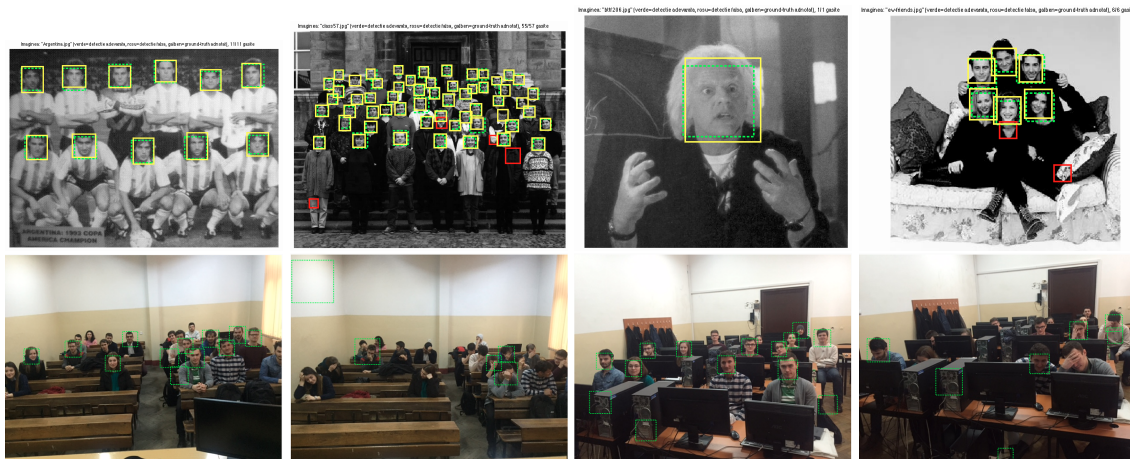 Imaginea: "Argentina.jpg" (verde=detectie adevarata, rosu=detectie falsa, galben=ground-truth adnotat), 11/11 gasite
Imaginea: "class57.jpg" (verde=detectie adevarata, rosu=detectie falsa, galben=ground-truth adnotat), 55/57 gasite
(verde=detectie adevarata, rosu=detectie falsa, galben=ground-truth adnotat), 1/1 gasite
Imaginea: "ew-friends.jpg" (verde=detectie adevarata, rosu=detectie falsa, galben=ground-truth adnotat), 6/6 gasite
ARGENTINA: 1993 COPA
AMERICA CHAMPION